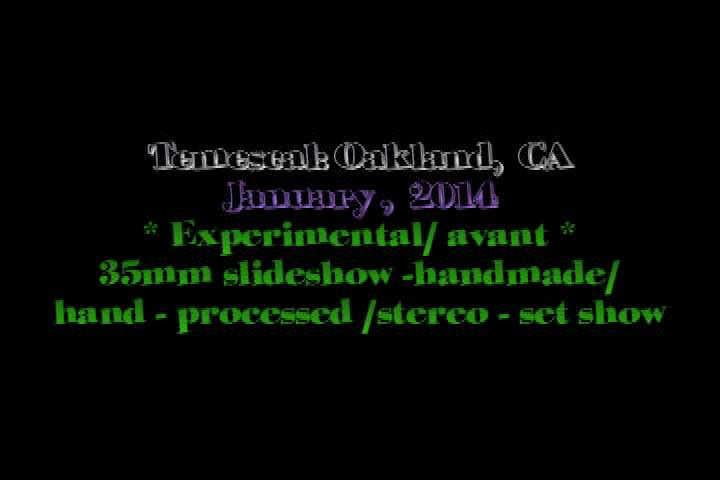 Temescal: Oakland, CA
January, 2014
* Experimental/ avant *
35mm slideshow -handmade/
hand - processed /stereo - set show